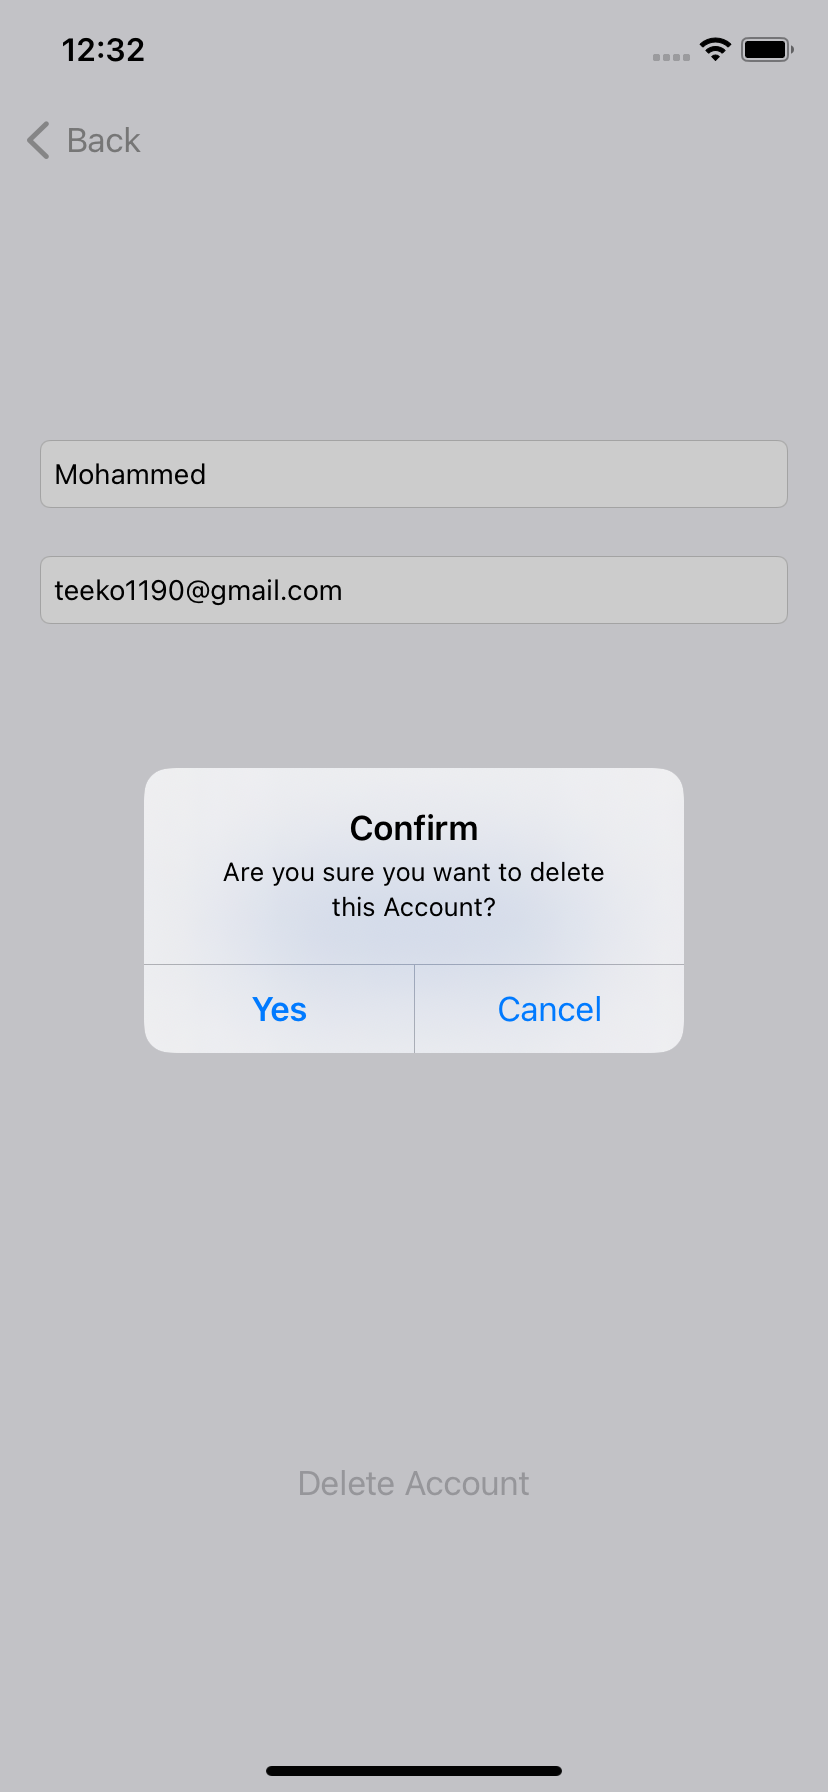 12:32
Back
Mohammed
teeko1190@gmail.com
Confirm
Are you sure you want to delete
this Account?
Yes
Cancel
Delete Account